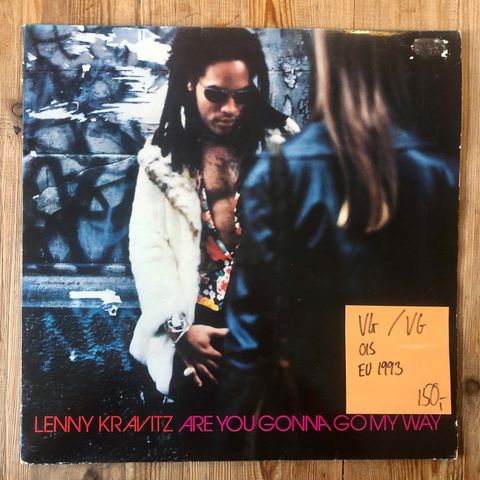 VG / VG
OIS
EU 1993
150,-
LENNY KRAVITZ ARE YOU GONNA GO MY WAY